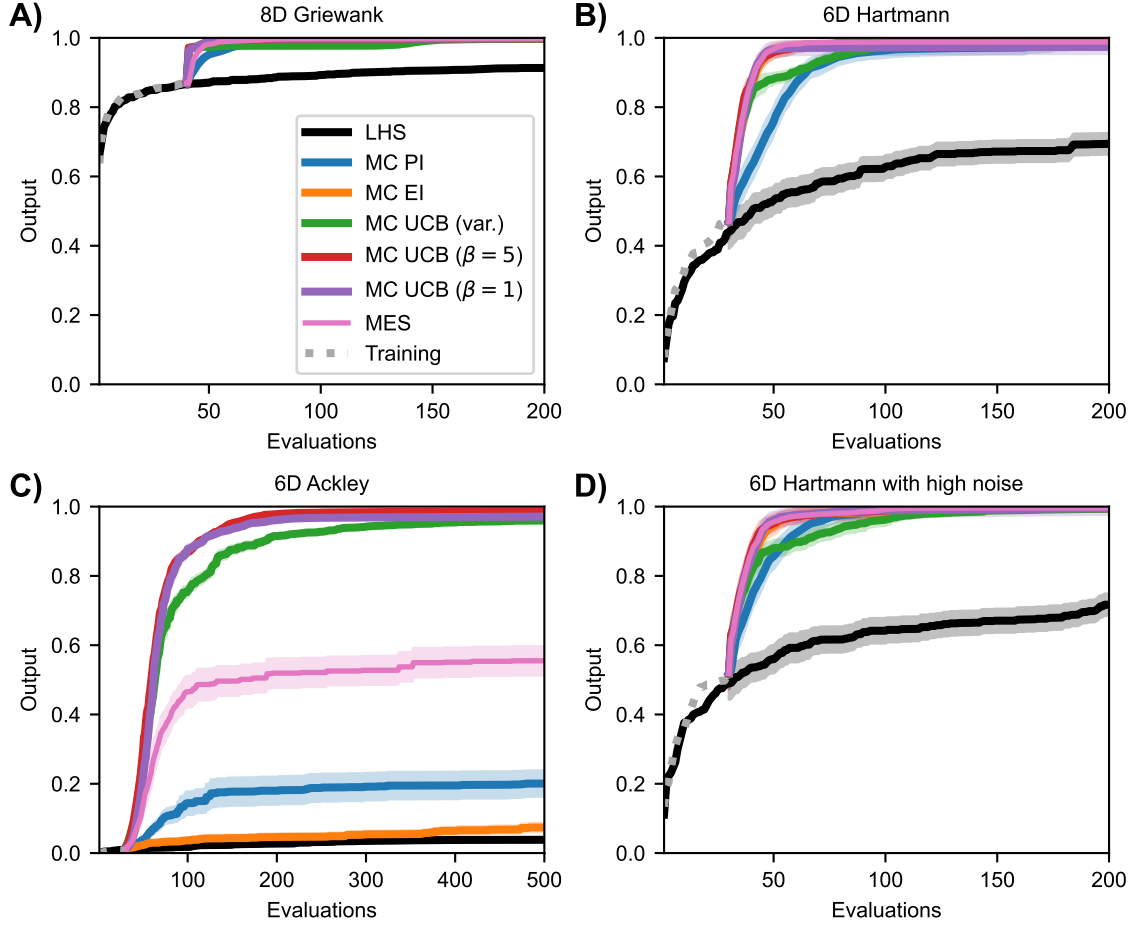 A)
8D Griewank
1.0
0.8
0.6
0.4
0.2
0.0
Output
50
100
150
200
Evaluations
LHS
MC PI
MC EI
MC UCB (var.)
MC UCB (β = 5)
MC UCB (β = 1)
MES
Training
B)
6D Hartmann
1.0
0.8
0.6
0.4
0.2
0.0
Output
50
100
150
200
Evaluations
C)
6D Ackley
1.0
0.8
0.6
0.4
0.2
0.0
Output
100
200
300
400
500
Evaluations
D)
6D Hartmann with high noise
1.0
0.8
0.6
0.4
0.2
0.0
Output
50
100
150
200
Evaluations